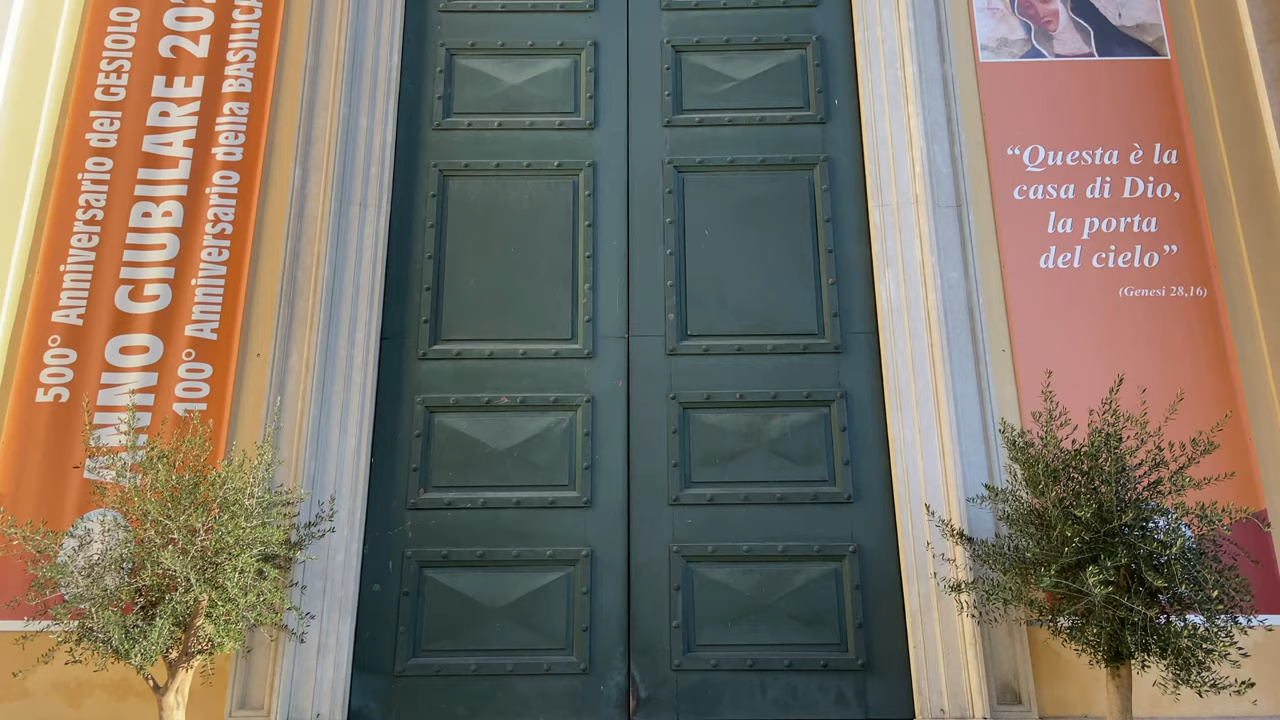 500° Anniversario del GESIOLO
ANNO GIUBILARE
100° Anniversario della BASILICA
“Questa è la
casa di Dio,
la porta
del cielo”
(Genesi 28,16)